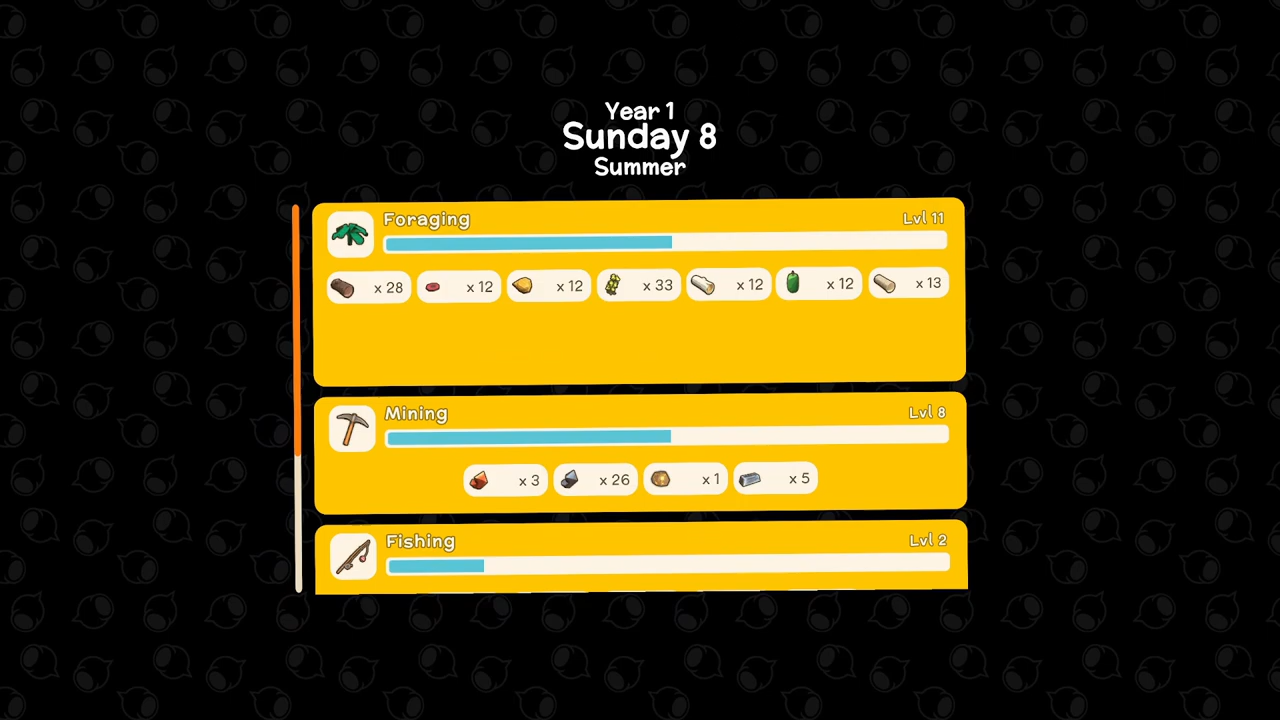 Year 1
Sunday 8
Summer
Foraging Lvl 11
x 28 x 12 x 12 x 33 x 12 x 12 x 13
Mining Lvl 8
x 3 x 26 x 1 x 5
Fishing Lvl 2